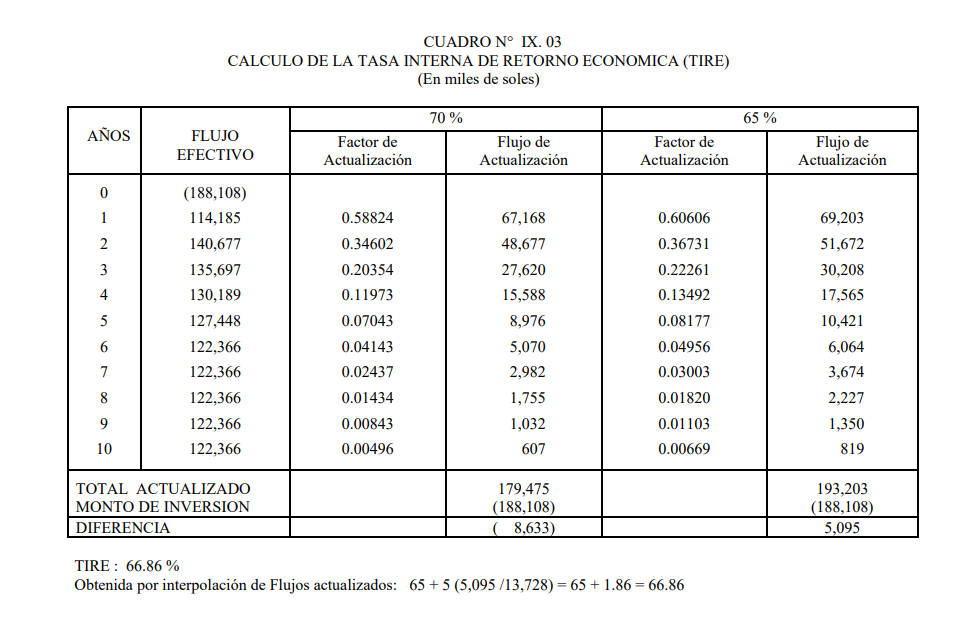 CUADRO N° IX. 03
CALCULO DE LA TASA INTERNA DE RETORNO ECONOMICA (TIRE)
(En miles de soles)
AÑOS FLUJO EFECTIVO 70 % 65 %
Factor de Actualización Flujo de Actualización Factor de Actualización Flujo de Actualización
0 (188,108)
1 114,185 0.58824 67,168 0.60606 69,203
2 140,677 0.34602 48,677 0.36731 51,672
3 135,697 0.20354 27,620 0.22261 30,208
4 130,189 0.11973 15,588 0.13492 17,565
5 127,448 0.07043 8,976 0.08177 10,421
6 122,366 0.04143 5,070 0.04956 6,064
7 122,366 0.02437 2,982 0.03003 3,674
8 122,366 0.01434 1,755 0.01820 2,227
9 122,366 0.00843 1,032 0.01103 1,350
10 122,366 0.00496 607 0.00669 819
TOTAL ACTUALIZADO 179,475 193,203
MONTO DE INVERSION (188,108) (188,108)
DIFERENCIA ( 8,633) 5,095
TIRE : 66.86 %
Obtenida por interpolación de Flujos actualizados: 65 + 5 (5,095 /13,728) = 65 + 1.86 = 66.86